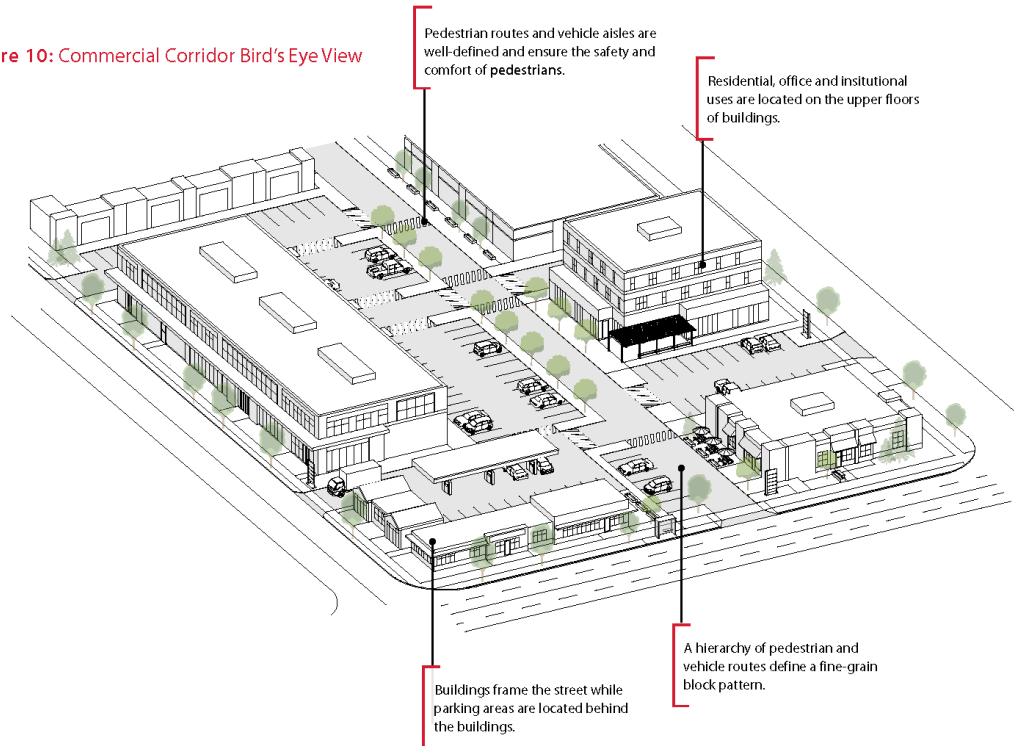 re 10: Commercial Corridor Bird's Eye View
Pedestrian routes and vehicle aisles are
well-defined and ensure the safety and
comfort of pedestrians.
Residential, office and insitutional
uses are located on the upper floors
of buildings.
A hierarchy of pedestrian and
vehicle routes define a fine-grain
block pattern.
Buildings frame the street while
parking areas are located behind
the buildings.